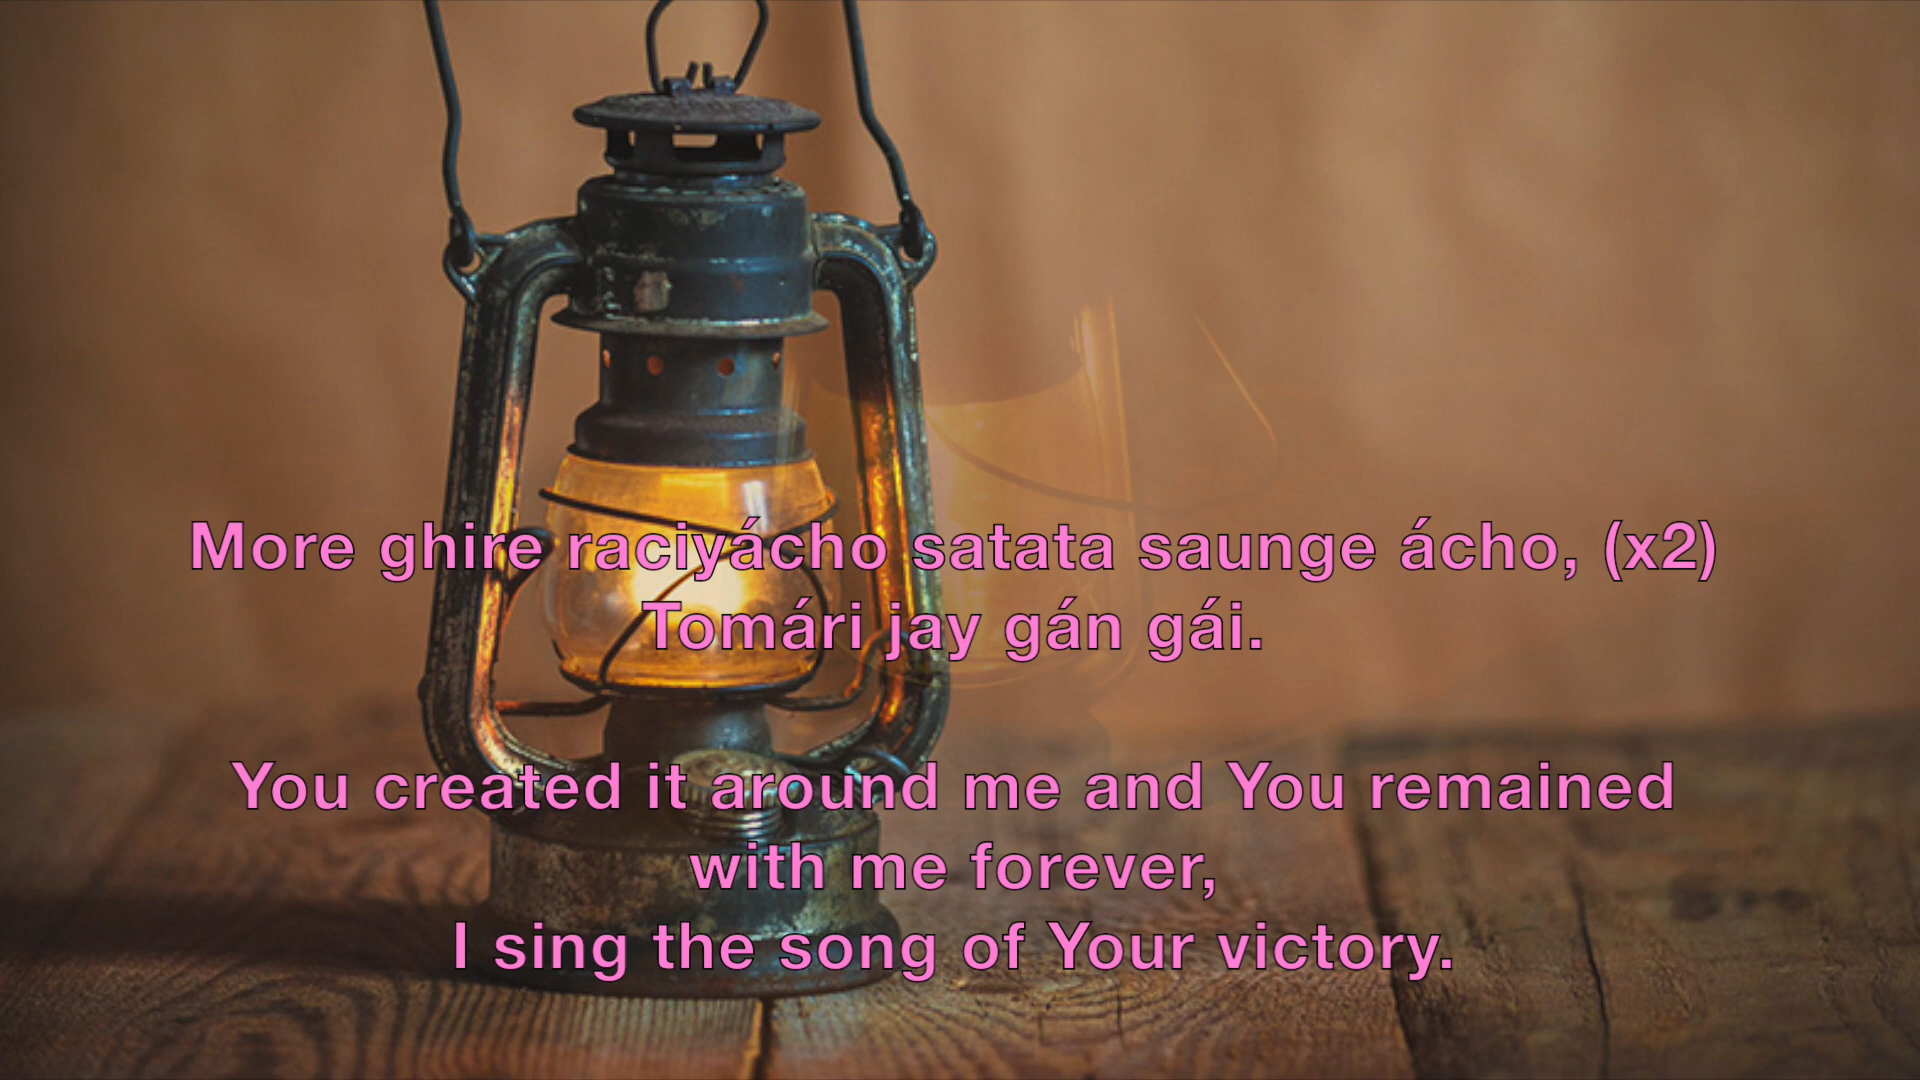 More ghire raciyácho satata saunge ácho, (x2)
Tomári jay gán gái.
You created it around me and You remained
with me forever,
I sing the song of Your victory.